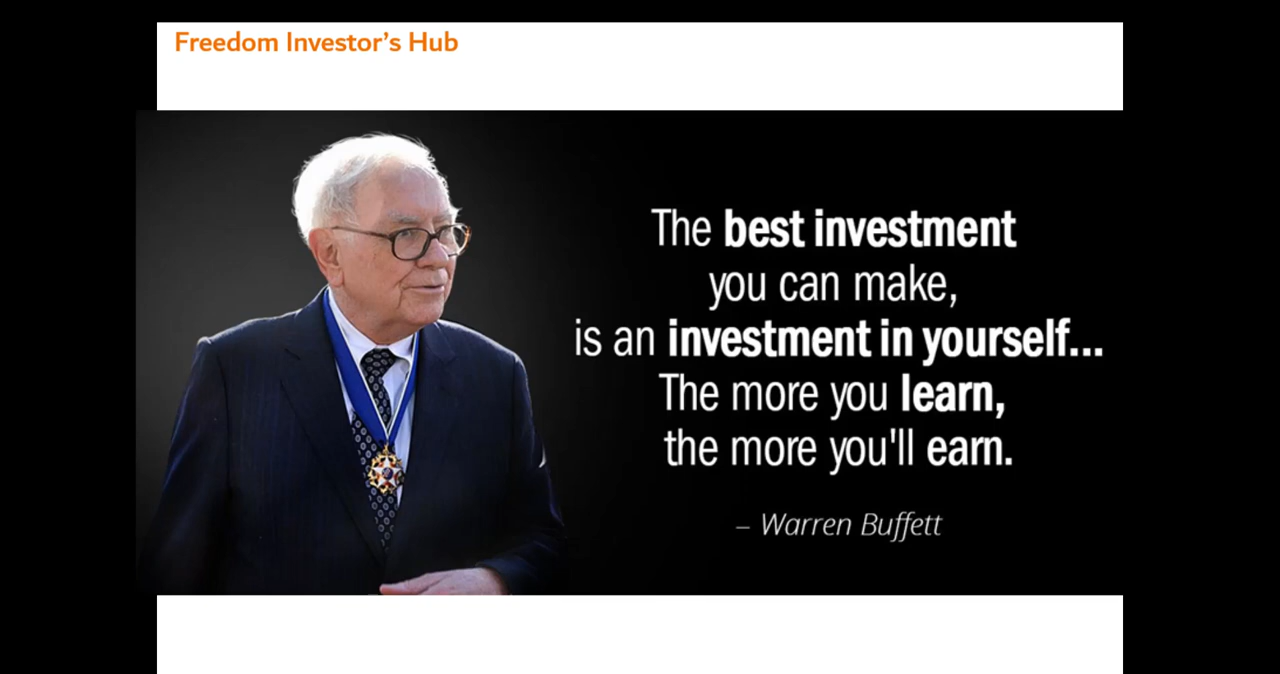 Freedom Investor’s Hub
The best investment
you can make,
is an investment in yourself...
The more you learn,
the more you'll earn.
– Warren Buffett